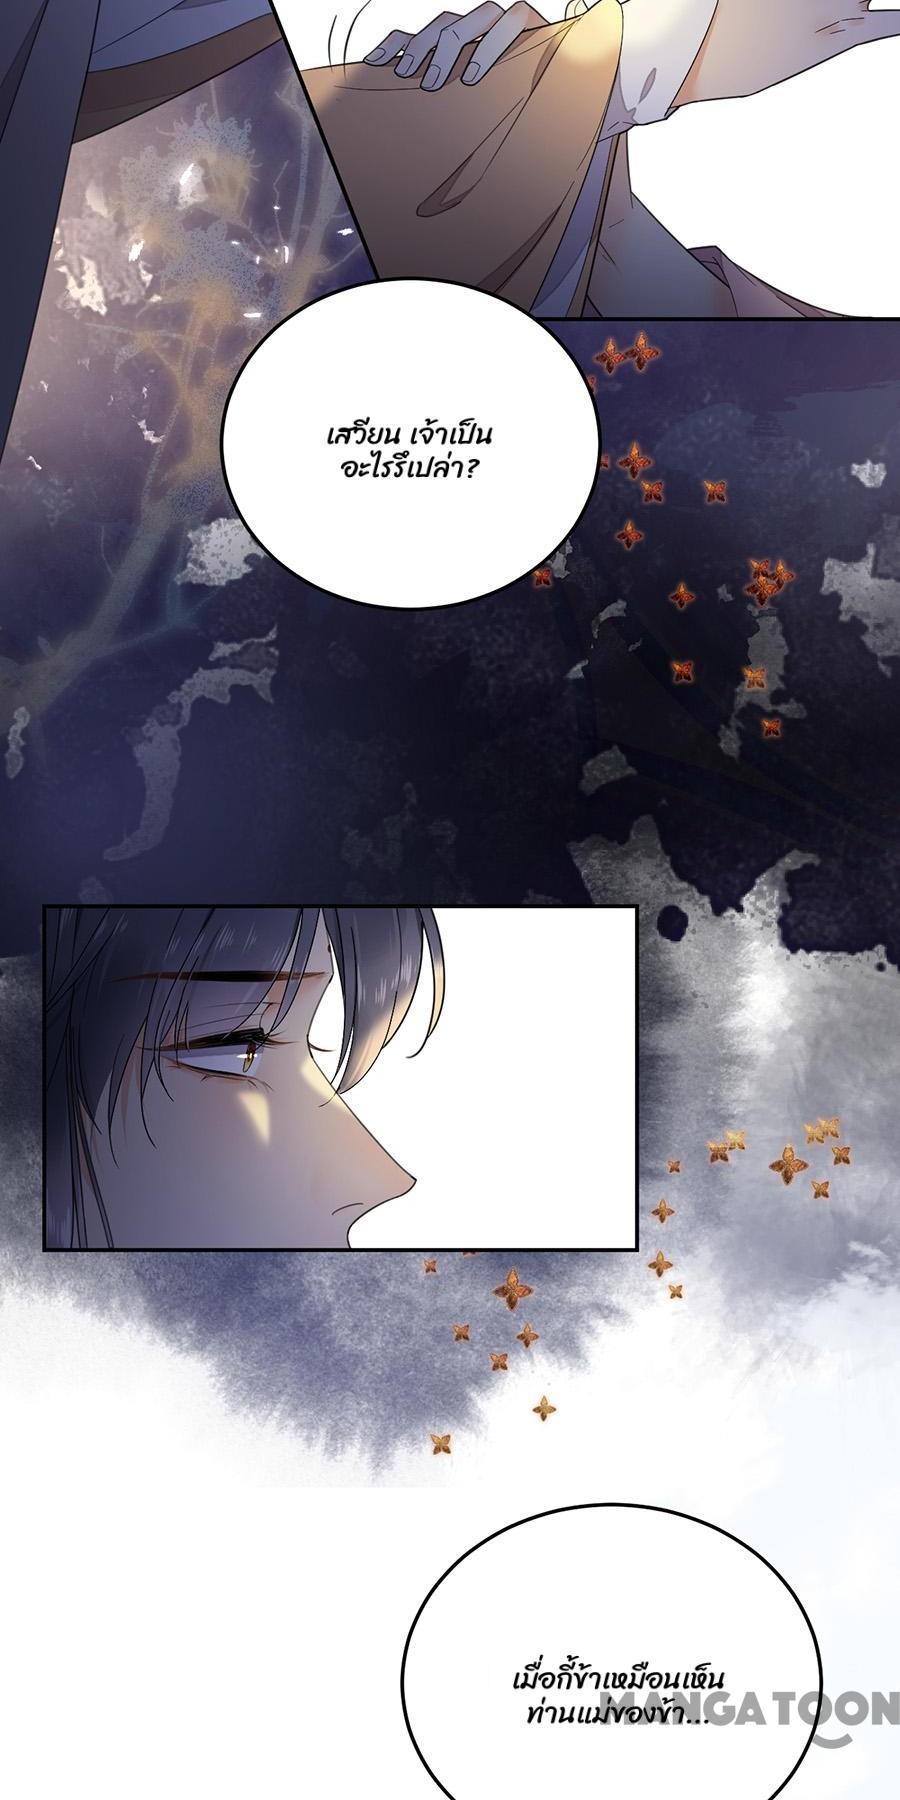 เสวียน เจ้าเป็น
อะไรรึเปล่า?
เมื่อกี้ข้าเหมือนเห็น
ท่านแม่ของข้า...
MANGATOON